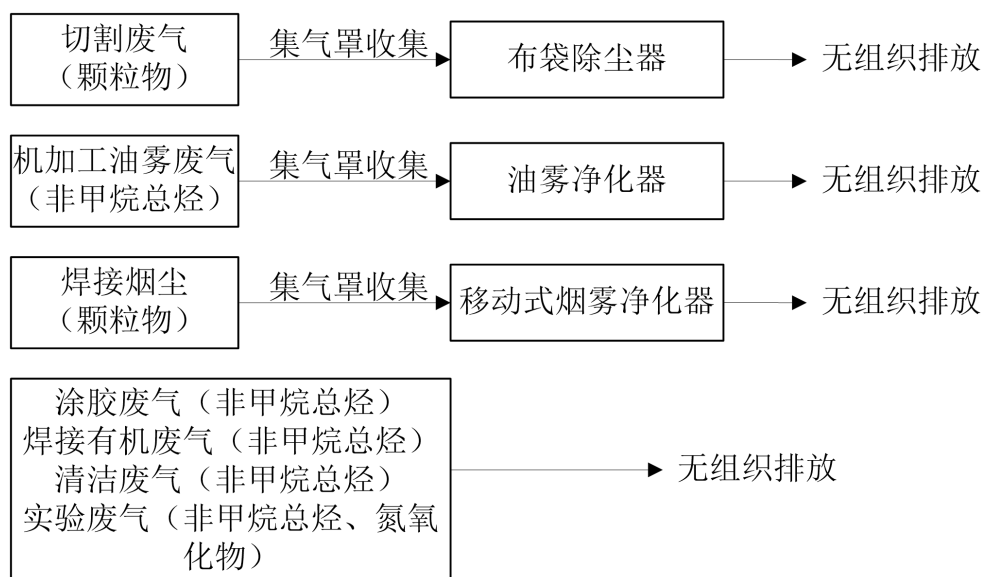 切割废气
（颗粒物）
集气罩收集
布袋除尘器
无组织排放
机加工油雾废气
（非甲烷总烃）
集气罩收集
油雾净化器
无组织排放
焊接烟尘
（颗粒物）
集气罩收集
移动式烟雾净化器
无组织排放
涂胶废气（非甲烷总烃）
焊接有机废气（非甲烷总烃）
清洁废气（非甲烷总烃）
实验废气（非甲烷总烃、氮氧
化物）
无组织排放